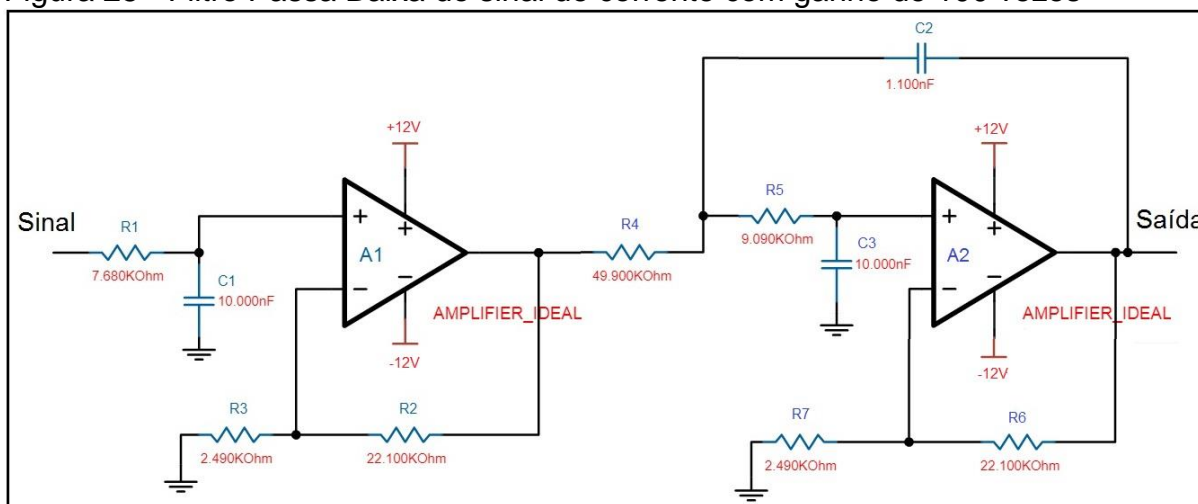 Figura - Filtro Passa Baixa do sinal de corrente com ganho de 100 vezes
C2
1.100nF
+12V
+12V
Sinal
R1
7.680KOhm
C1
10.000nF
+
+
A1
−
−
R4
49.900KOhm
R5
9.090KOhm
C3
10.000nF
+
+
A2
−
−
Saída
AMPLIFIER_IDEAL
AMPLIFIER_IDEAL
-12V
-12V
R3
2.490KOhm
R2
22.100KOhm
R7
2.490KOhm
R6
22.100KOhm